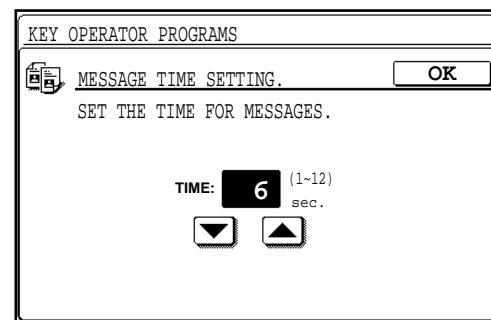 KEY OPERATOR PROGRAMS
MESSAGE TIME SETTING.
OK
SET THE TIME FOR MESSAGES.
TIME: 6 (1~12)
sec.